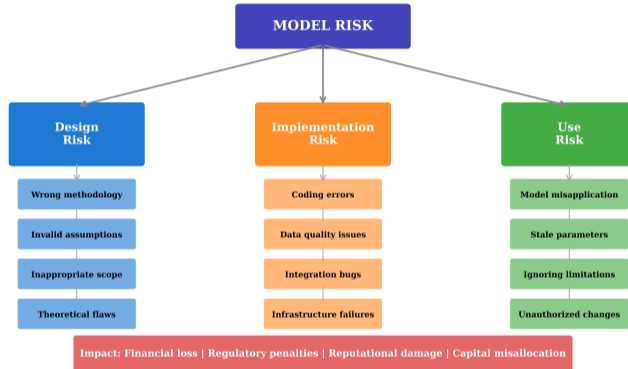 MODEL RISK
Design
Risk
Wrong methodology
Invalid assumptions
Inappropriate scope
Theoretical flaws
Implementation
Risk
Coding errors
Data quality issues
Integration bugs
Infrastructure failures
Use
Risk
Model misapplication
Stale parameters
Ignoring limitations
Unauthorized changes
Impact: Financial loss | Regulatory penalties | Reputational damage | Capital misallocation